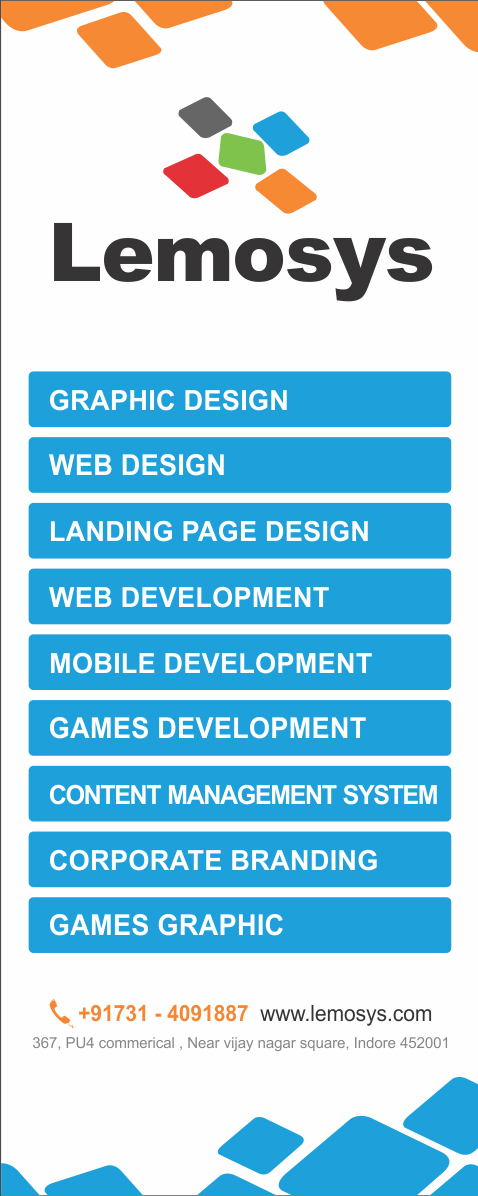 Lemosys
GRAPHIC DESIGN
WEB DESIGN
LANDING PAGE DESIGN
WEB DEVELOPMENT
MOBILE DEVELOPMENT
GAMES DEVELOPMENT
CONTENT MANAGEMENT SYSTEM
CORPORATE BRANDING
GAMES GRAPHIC
+91731 - 4091887 www.lemosys.com
367, PU4 commerical , Near vijay nagar square, Indore 452001